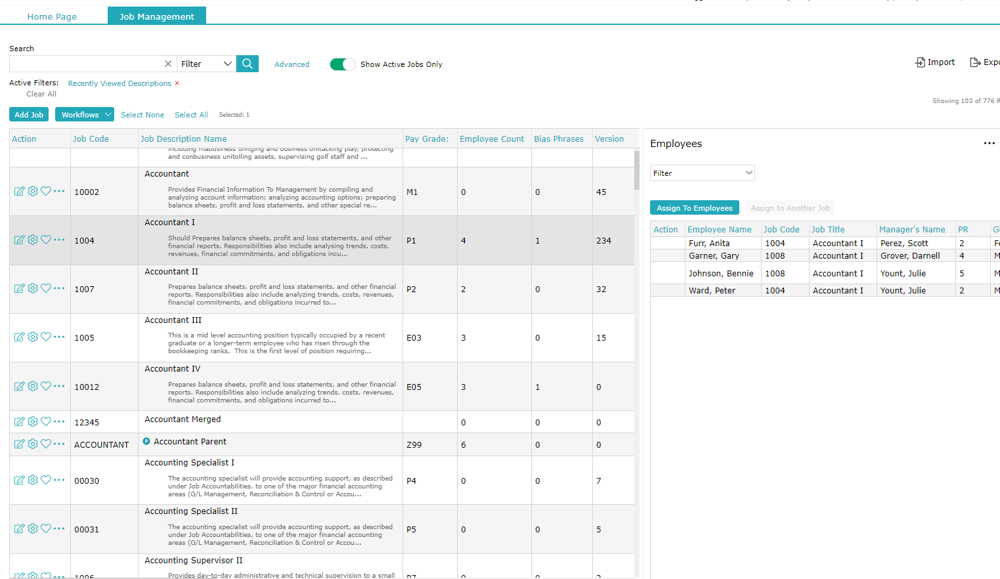 Home Page
Job Management
Search
Filter
Advanced
Show Active Jobs Only
Import
Expo
Active Filters:
Recently Viewed Descriptions ×
Clear All
Showing 103 of 776 R
Add Job
Workflows
Select None
Select All
Selected: 1
Action
Job Code
Job Description Name
Pay Grade:
Employee Count
Bias Phrases
Version
including mabusiness unitging and business unitacking play, protecting
and conbusiness unitolling assets, supervising golf staff and ...
Accountant
10002
Provides Financial Information To Management by compiling and
analyzing account information; analyzing accounting options; preparing
balance sheets, profit and loss statements, and other special re...
M1
0
0
45
Accountant I
1004
Should Prepares balance sheets, profit and loss statements, and other
financial reports. Responsibilities also include analysing trends, costs,
revenues, financial commitments, and obligations incu...
P1
4
1
234
Accountant II
1007
Prepares balance sheets, profit and loss statements, and other financial
reports. Responsibilities also include analyzing trends, costs, revenues,
financial commitments, and obligations incurred to...
P2
2
0
32
Accountant III
1005
This is a mid level accounting position typically occupied by a recent
graduate or a longer-term employee who has risen through the
bookkeeping ranks.  This is the first level of position requiring...
E03
3
0
15
Accountant IV
10012
Prepares balance sheets, profit and loss statements, and other financial
reports. Responsibilities also include analyzing trends, costs, revenues,
financial commitments, and obligations incurred to...
E05
3
1
0
12345
Accountant Merged
0
0
0
ACCOUNTANT
P Accountant Parent
Z99
6
0
0
Accounting Specialist I
00030
The accounting specialist will provide accounting support, as described
under Job Accountabilities, to one of the major financial accounting
areas (G/L Management, Reconciliation & Control or Accou...
P4
0
0
7
Accounting Specialist II
00031
The accounting specialist will provide accounting support, as described
under Job Accountabilities, to one of the major financial accounting
areas (G/L Management, Reconciliation & Control or Accou...
P5
0
0
5
Accounting Supervisor II
1006
Provides day-to-day administrative and technical supervision to a small
P7
0
0
Employees
Filter
Assign To Employees
Assign to Another Job
Action
Employee Name
Job Code
Job Title
Manager's Name
PR
Ge
Furr, Anita
1004
Accountant I
Perez, Scott
2
Fe
Garner, Gary
1008
Accountant I
Grover, Darnell
4
M
Johnson, Bennie
1008
Accountant I
Yount, Julie
5
M
Ward, Peter
1004
Accountant I
Yount, Julie
2
M